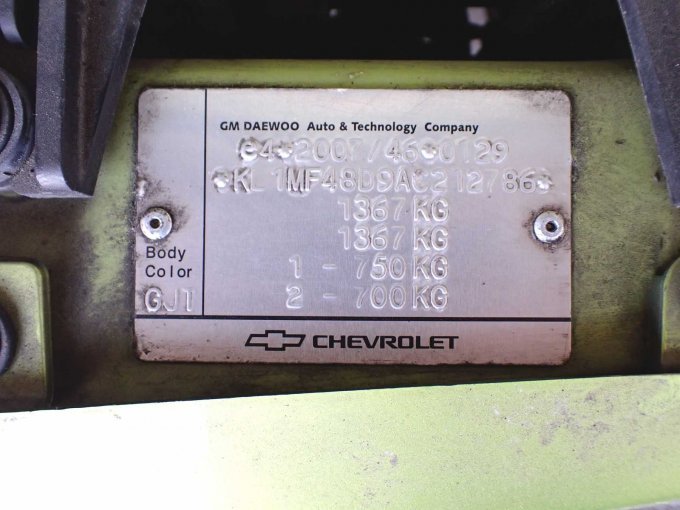 GM DAEWOO Auto & Technology Company
e4*2007/46*0129
*KL1MF48D9AC212786*
1367 KG
1367 KG
Body
Color
1 - 750 KG
GJT 2 - 700 KG
CHEVROLET